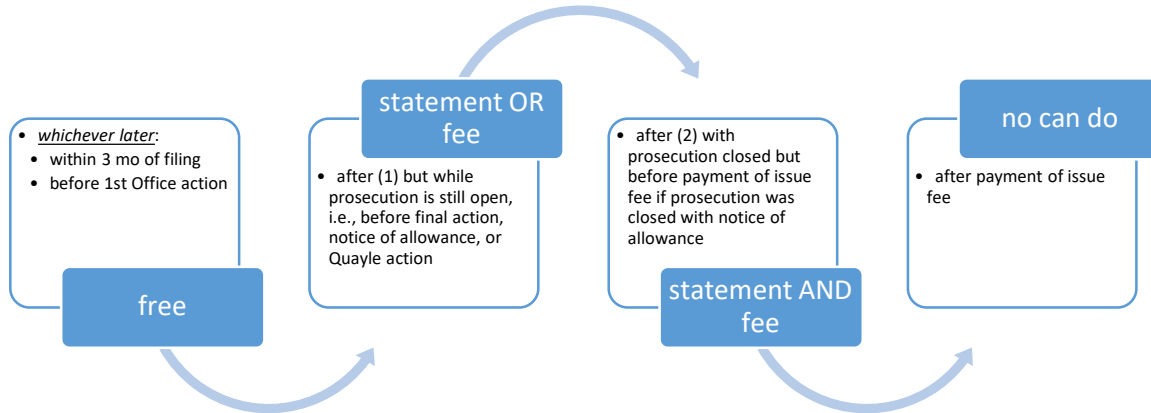 • whichever later:
• within 3 mo of filing
• before 1st Office action
free
statement OR
fee
• after (1) but while
prosecution is still open,
i.e., before final action,
notice of allowance, or
Quayle action
• after (2) with
prosecution closed but
before payment of issue
fee if prosecution was
closed with notice of
allowance
statement AND
fee
no can do
• after payment of issue
fee